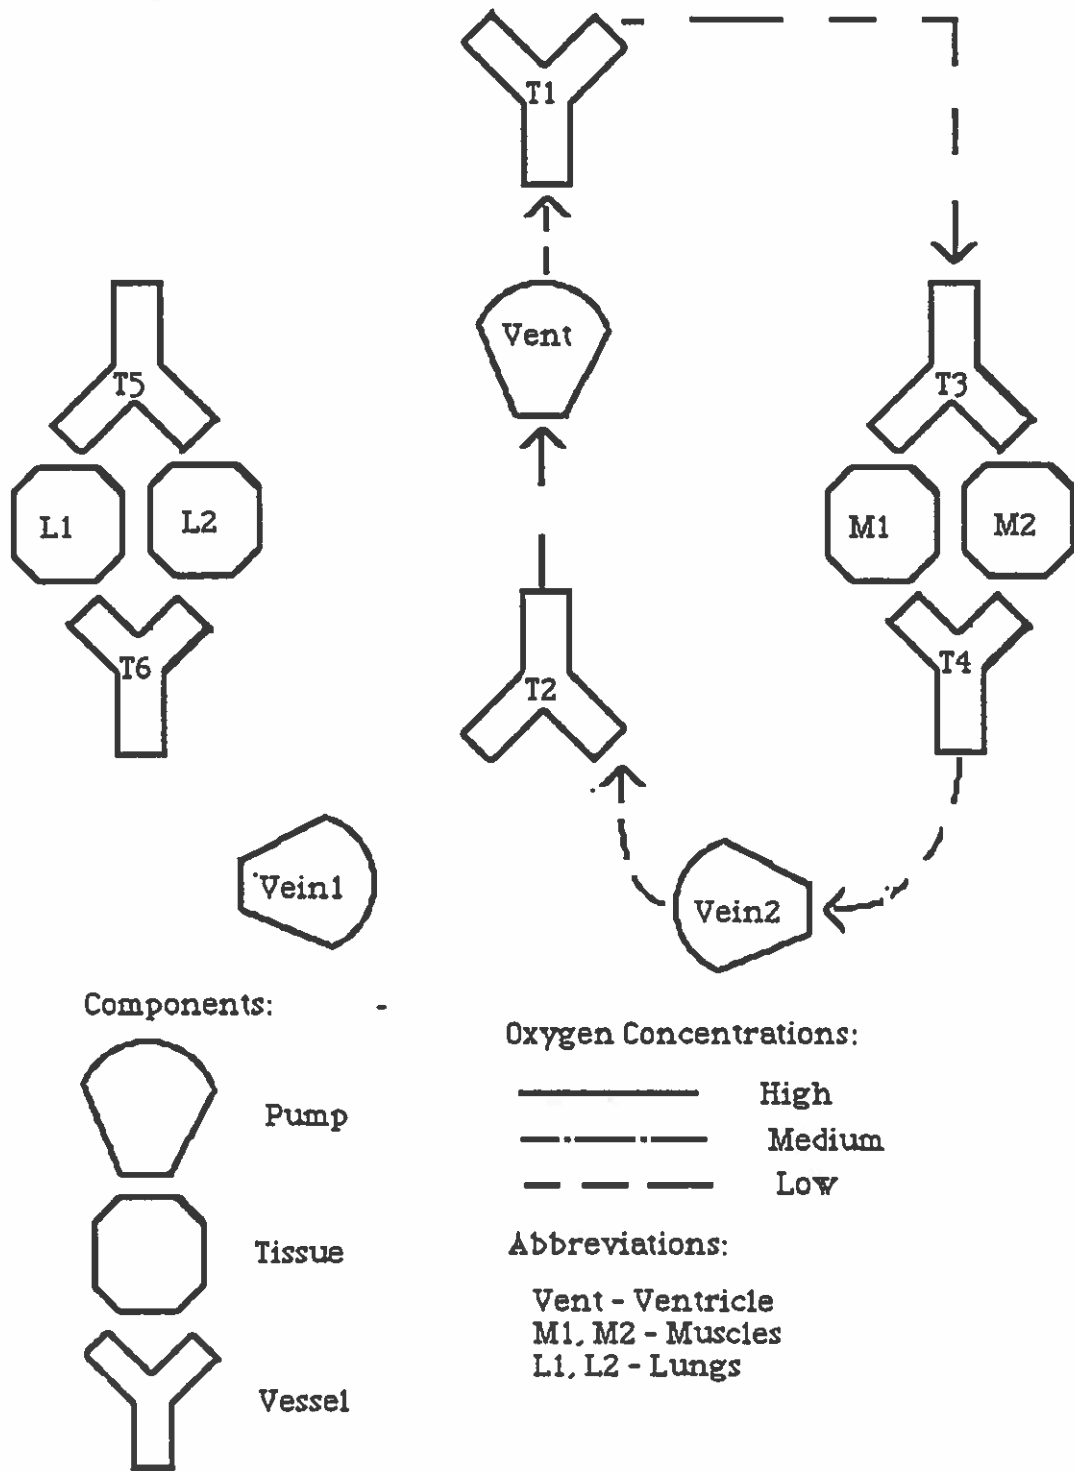 T1
Vent
T5
T3
L1
L2
M1
M2
T6
T2
T4
Vein1
Vein2
Components:
Pump
Tissue
Vessel
Oxygen Concentrations:
High
Medium
Low
Abbreviations:
Vent - Ventricle
M1, M2 - Muscles
L1, L2 - Lungs